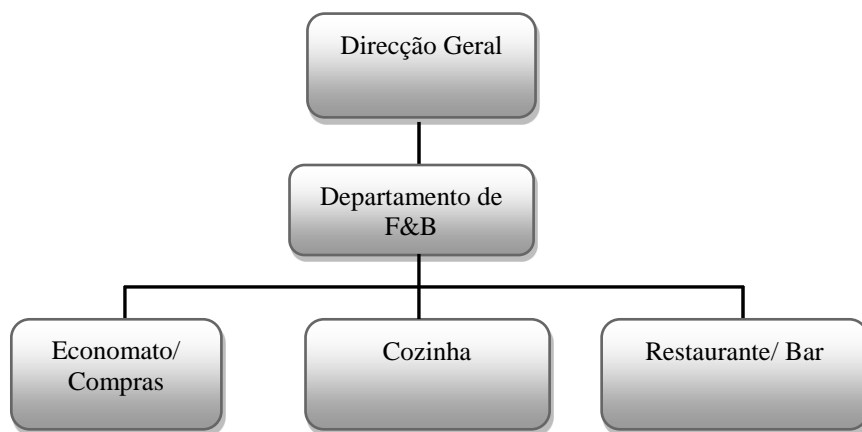 Direcção Geral
Departamento de
F&B
Economato/
Compras
Cozinha
Restaurante/ Bar